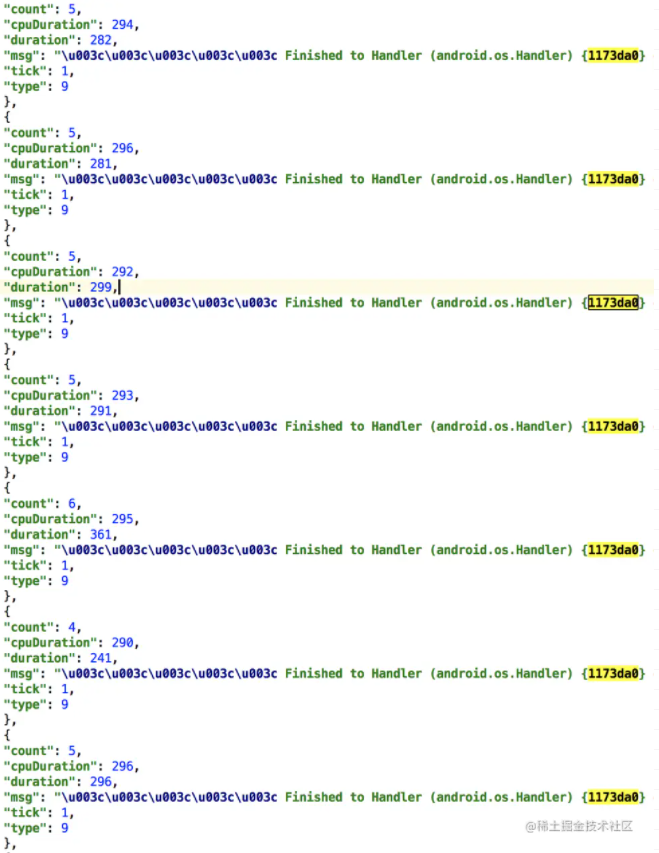 "count": 5,
"cpuDuration": 294,
"duration": 282,
"msg": "\u003c\u003c\u003c\u003c\u003c Finished to Handler (android.os.Handler) {1173da0}
"tick": 1,
"type": 9
},
{
"count": 5,
"cpuDuration": 296,
"duration": 281,
"msg": "\u003c\u003c\u003c\u003c\u003c Finished to Handler (android.os.Handler) {1173da0}
"tick": 1,
"type": 9
},
{
"count": 5,
"cpuDuration": 292,
"duration": 299,
"msg": "\u003c\u003c\u003c\u003c\u003c Finished to Handler (android.os.Handler) {1173da0}
"tick": 1,
"type": 9
},
{
"count": 5,
"cpuDuration": 293,
"duration": 291,
"msg": "\u003c\u003c\u003c\u003c\u003c Finished to Handler (android.os.Handler) {1173da0}
"tick": 1,
"type": 9
},
{
"count": 6,
"cpuDuration": 295,
"duration": 361,
"msg": "\u003c\u003c\u003c\u003c\u003c Finished to Handler (android.os.Handler) {1173da0}
"tick": 1,
"type": 9
},
{
"count": 4,
"cpuDuration": 290,
"duration": 241,
"msg": "\u003c\u003c\u003c\u003c\u003c Finished to Handler (android.os.Handler) {1173da0}
"tick": 1,
"type": 9
},
{
"count": 5,
"cpuDuration": 296,
"duration": 296,
"msg": "\u003c\u003c\u003c\u003c\u003c Finished to Handler (android.os.Handler) {1173da0}
"tick": 1,
"type": 9
},
@稀土掘金技术社区